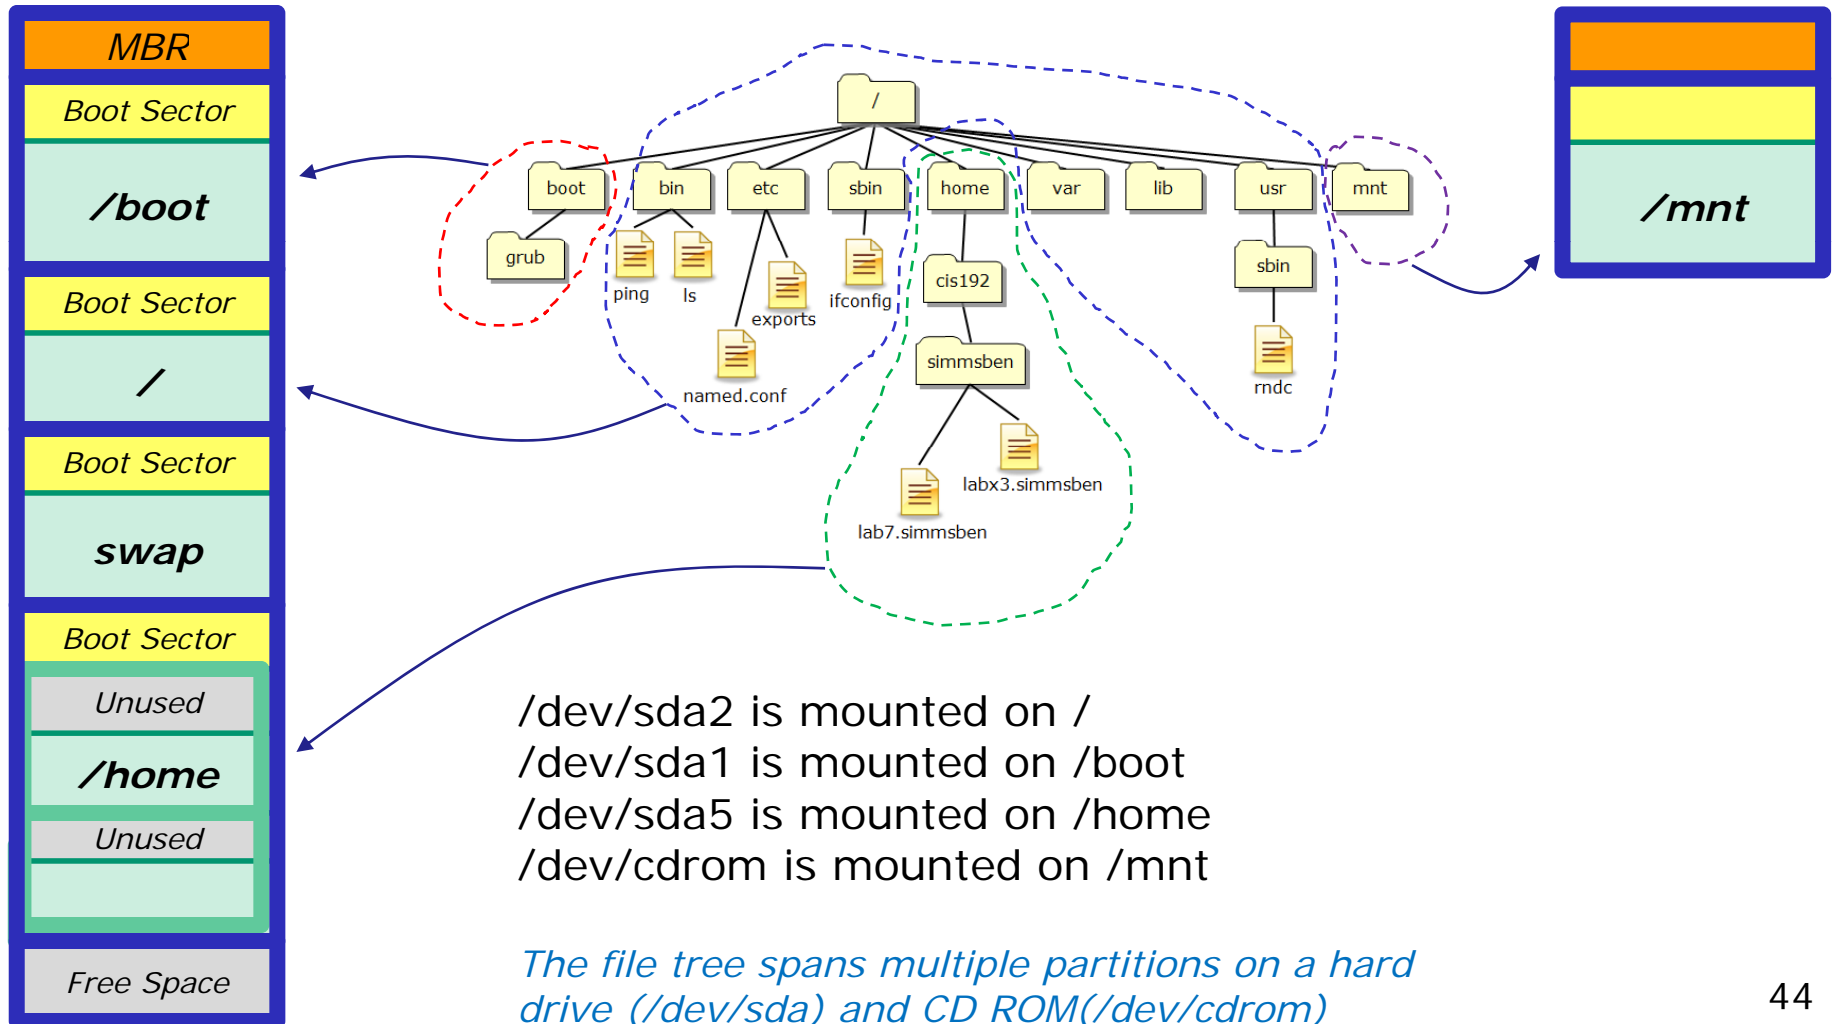 MBR
Boot Sector
/boot
Boot Sector
/
Boot Sector
swap
Boot Sector
Unused
/home
Unused
Free Space
/
boot
bin
etc
sbin
home
var
lib
usr
mnt
grub
ping
ls
exports
ifconfig
named.conf
cis192
simmsben
labx3.simmsben
lab7.simmsben
sbin
rndc
/mnt
/dev/sda2 is mounted on /
/dev/sda1 is mounted on /boot
/dev/sda5 is mounted on /home
/dev/cdrom is mounted on /mnt
The file tree spans multiple partitions on a hard
drive (/dev/sda) and CD ROM(/dev/cdrom)
44